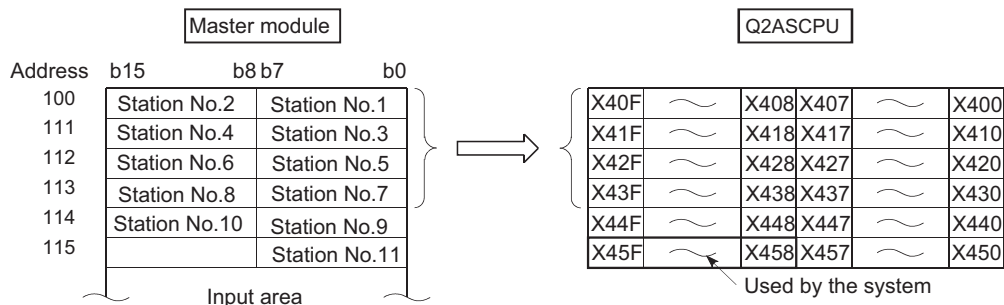 Master module Q2ASCPU
Address b15 b8 b7 b0
100 Station No.2 Station No.1 X40F X408 X407 X400
111 Station No.4 Station No.3 X41F X418 X417 X410
112 Station No.6 Station No.5 X42F X428 X427 X420
113 Station No.8 Station No.7 X43F X438 X437 X430
114 Station No.10 Station No.9 X44F X448 X447 X440
115 Station No.11 X45F X458 X457 X450
Input area Used by the system